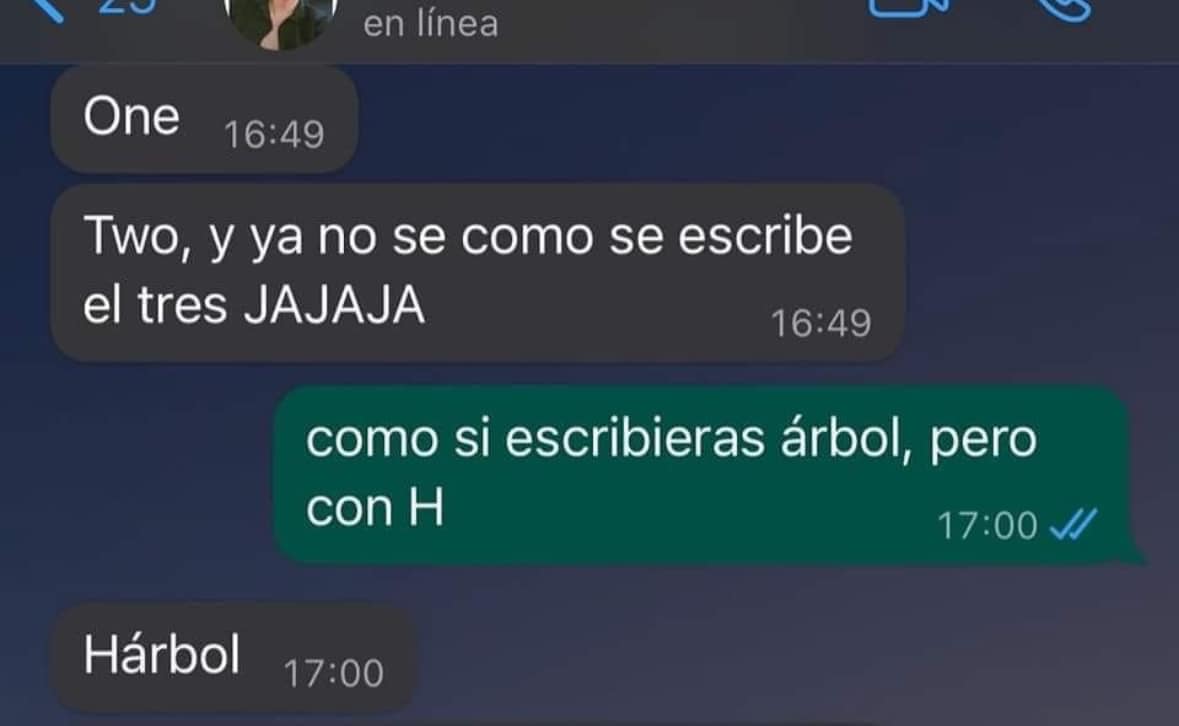 en línea
One 16:49
Two, y ya no se como se escribe
el tres JAJAJA 16:49
como si escribieras árbol, pero
con H 17:00
Hárbol 17:00